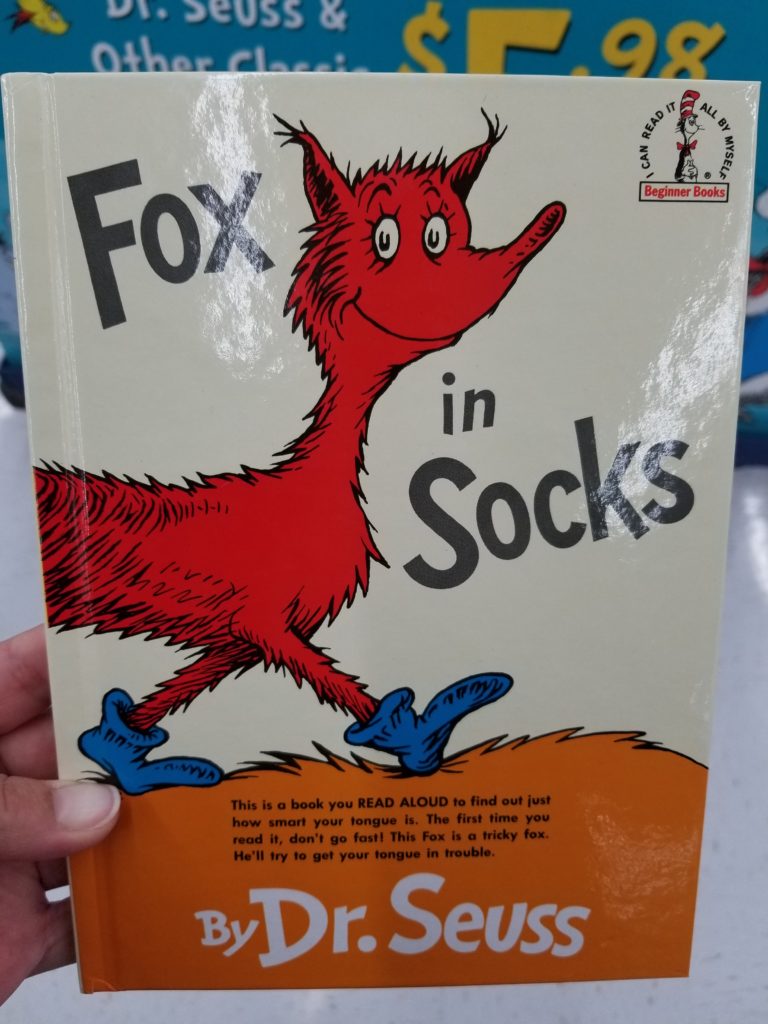 Dr. Seuss &
Other Classic
$5.98
I CAN READ IT ALL BY MYSELF
®
Beginner Books
Fox
in
Socks
This is a book you READ ALOUD to find out just
how smart your tongue is. The first time you
read it, don't go fast! This Fox is a tricky fox.
He'll try to get your tongue in trouble.
By Dr. Seuss